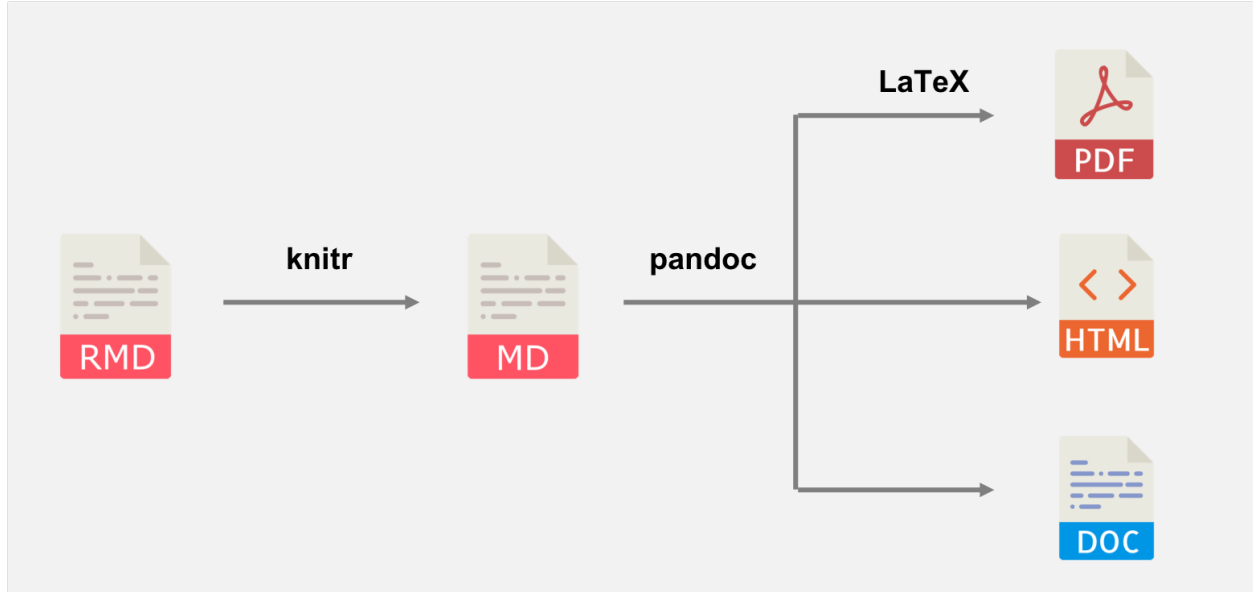 LaTeX
PDF
knitr
pandoc
RMD
MD
HTML
DOC